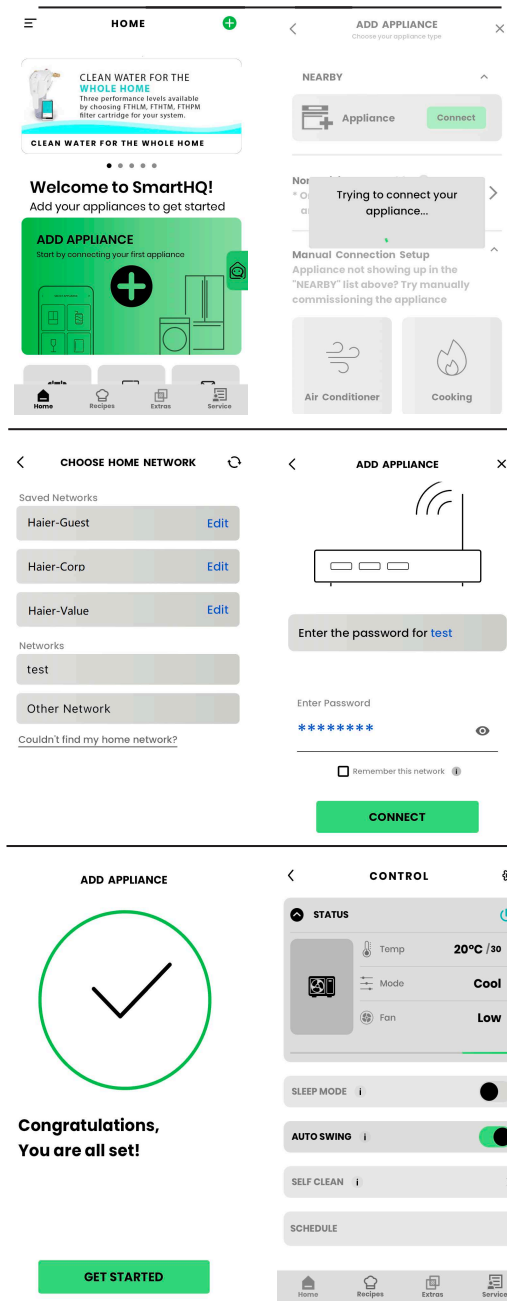 HOME
CLEAN WATER FOR THE
WHOLE HOME
Three performance levels available
by choosing FTHLM, FTHTM, FTHPM
filter cartridge for your system.
CLEAN WATER FOR THE WHOLE HOME
Welcome to SmartHQ!
Add your appliances to get started
ADD APPLIANCE
Start by connecting your first appliance
Home
Recipes
Extras
Service
ADD APPLIANCE
Choose your appliance type
NEARBY
Appliance
Connect
Trying to connect your
appliance...
Manual Connection Setup
Appliance not showing up in the
"NEARBY" list above? Try manually
commissioning the appliance
Air Conditioner
Cooking
CHOOSE HOME NETWORK
Saved Networks
Haier-Guest Edit
Haier-Corp Edit
Haier-Value Edit
Networks
test
Other Network
Couldn't find my home network?
ADD APPLIANCE
Enter the password for test
Enter Password
********
Remember this network i
CONNECT
ADD APPLIANCE
Congratulations,
You are all set!
GET STARTED
CONTROL
STATUS
Temp 20°C /30
Mode Cool
Fan Low
SLEEP MODE i
AUTO SWING i
SELF CLEAN i
SCHEDULE
Home
Recipes
Extras
Service